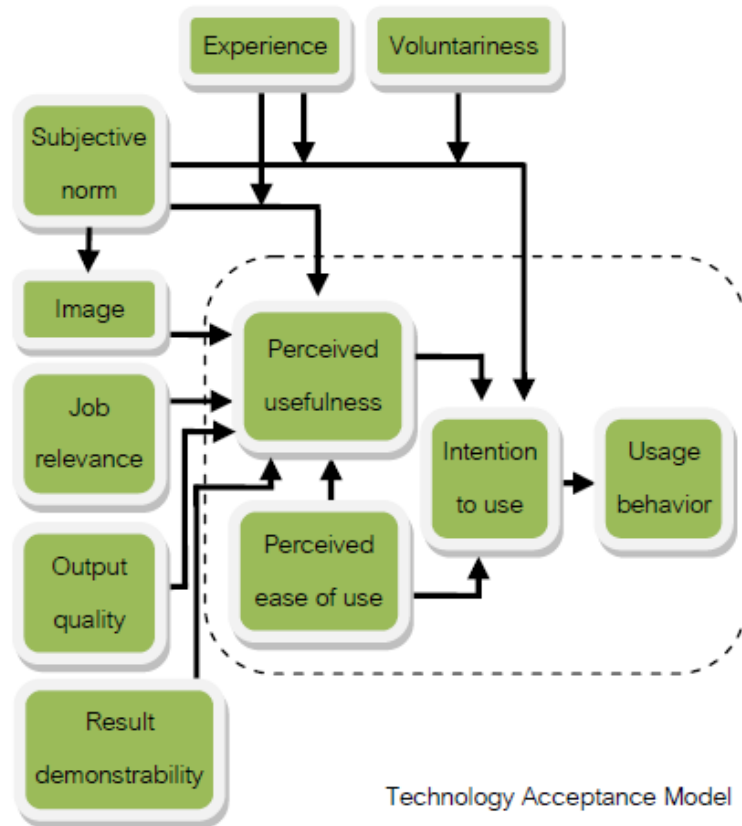 Experience
Voluntariness
Subjective
norm
Image
Perceived
usefulness
Job
relevance
Intention
to use
Usage
behavior
Perceived
ease of use
Output
quality
Result
demonstrability
Technology Acceptance Model